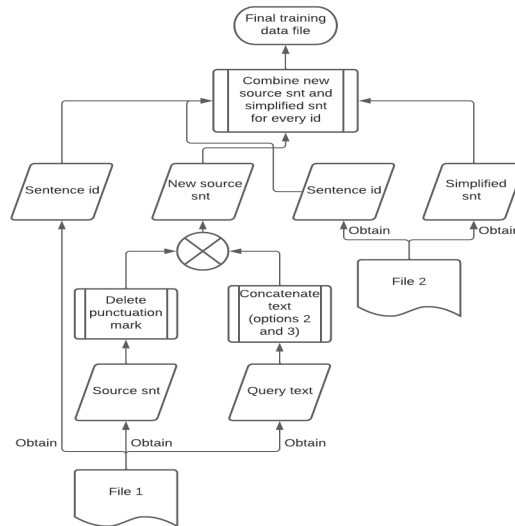 Final training
data file
Combine new
source snt and
simplified snt
for every id
Sentence id
New source
snt
Sentence id
Simplified
snt
Obtain
Obtain
File 2
Delete
punctuation
mark
Concatenate
text
(options 2
and 3)
Source snt
Query text
Obtain
Obtain
Obtain
File 1